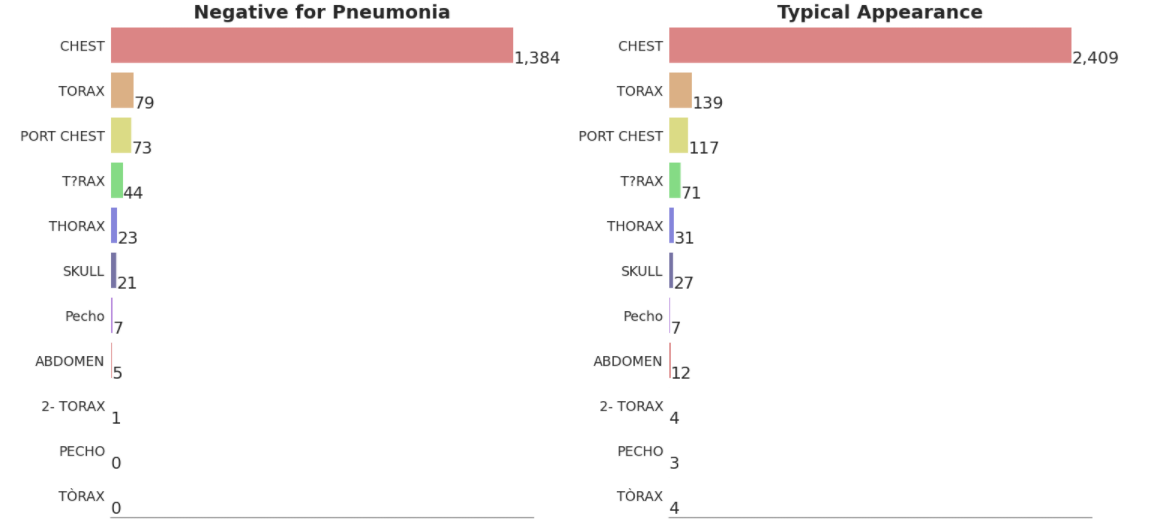 Negative for Pneumonia
CHEST 1,384
TORAX 79
PORT CHEST 73
T?RAX 44
THORAX 23
SKULL 21
Pecho 7
ABDOMEN 5
2- TORAX 1
PECHO 0
TÒRAX 0
Typical Appearance
CHEST 2,409
TORAX 139
PORT CHEST 117
T?RAX 71
THORAX 31
SKULL 27
Pecho 7
ABDOMEN 12
2- TORAX 4
PECHO 3
TÒRAX 4